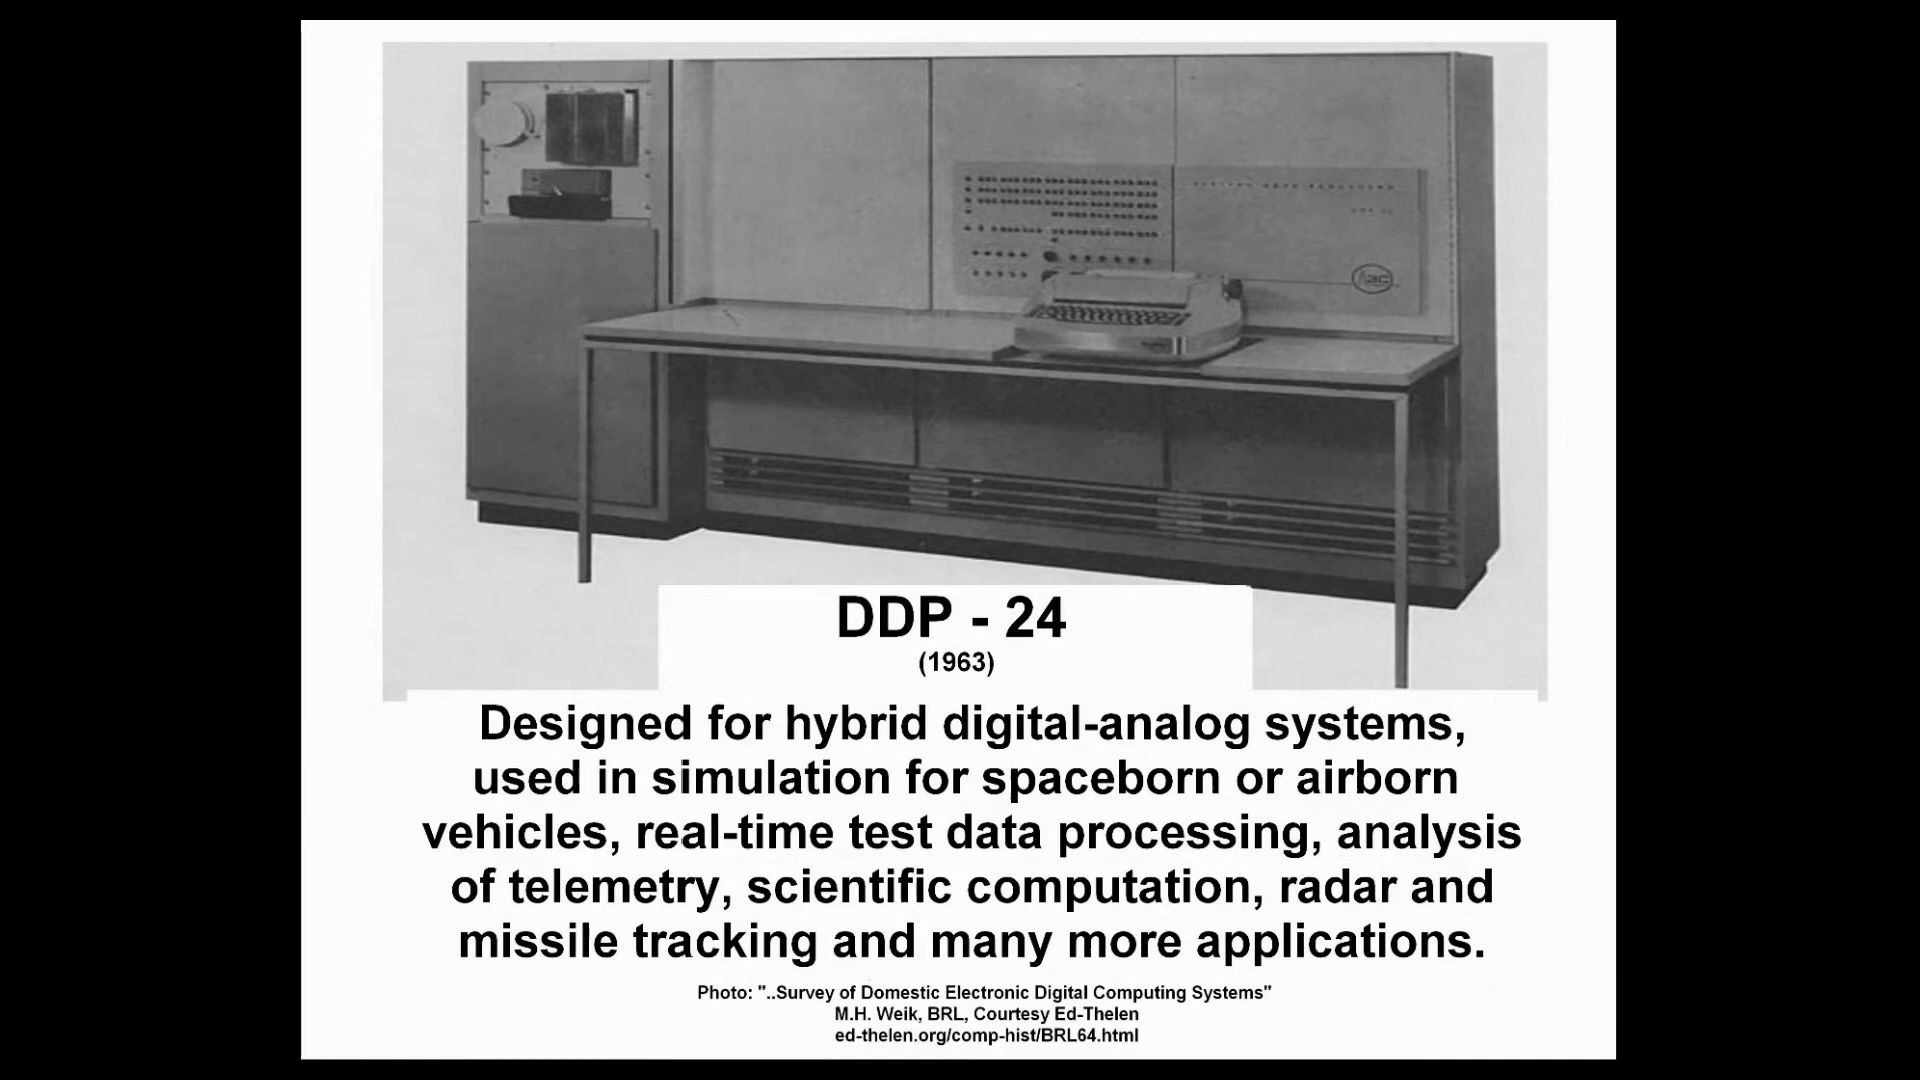 DDP - 24
(1963)
Designed for hybrid digital-analog systems,
used in simulation for spaceborn or airborn
vehicles, real-time test data processing, analysis
of telemetry, scientific computation, radar and
missile tracking and many more applications.
Photo: "..Survey of Domestic Electronic Digital Computing Systems"
M.H. Weik, BRL, Courtesy Ed-Thelen
ed-thelen.org/comp-hist/BRL64.html